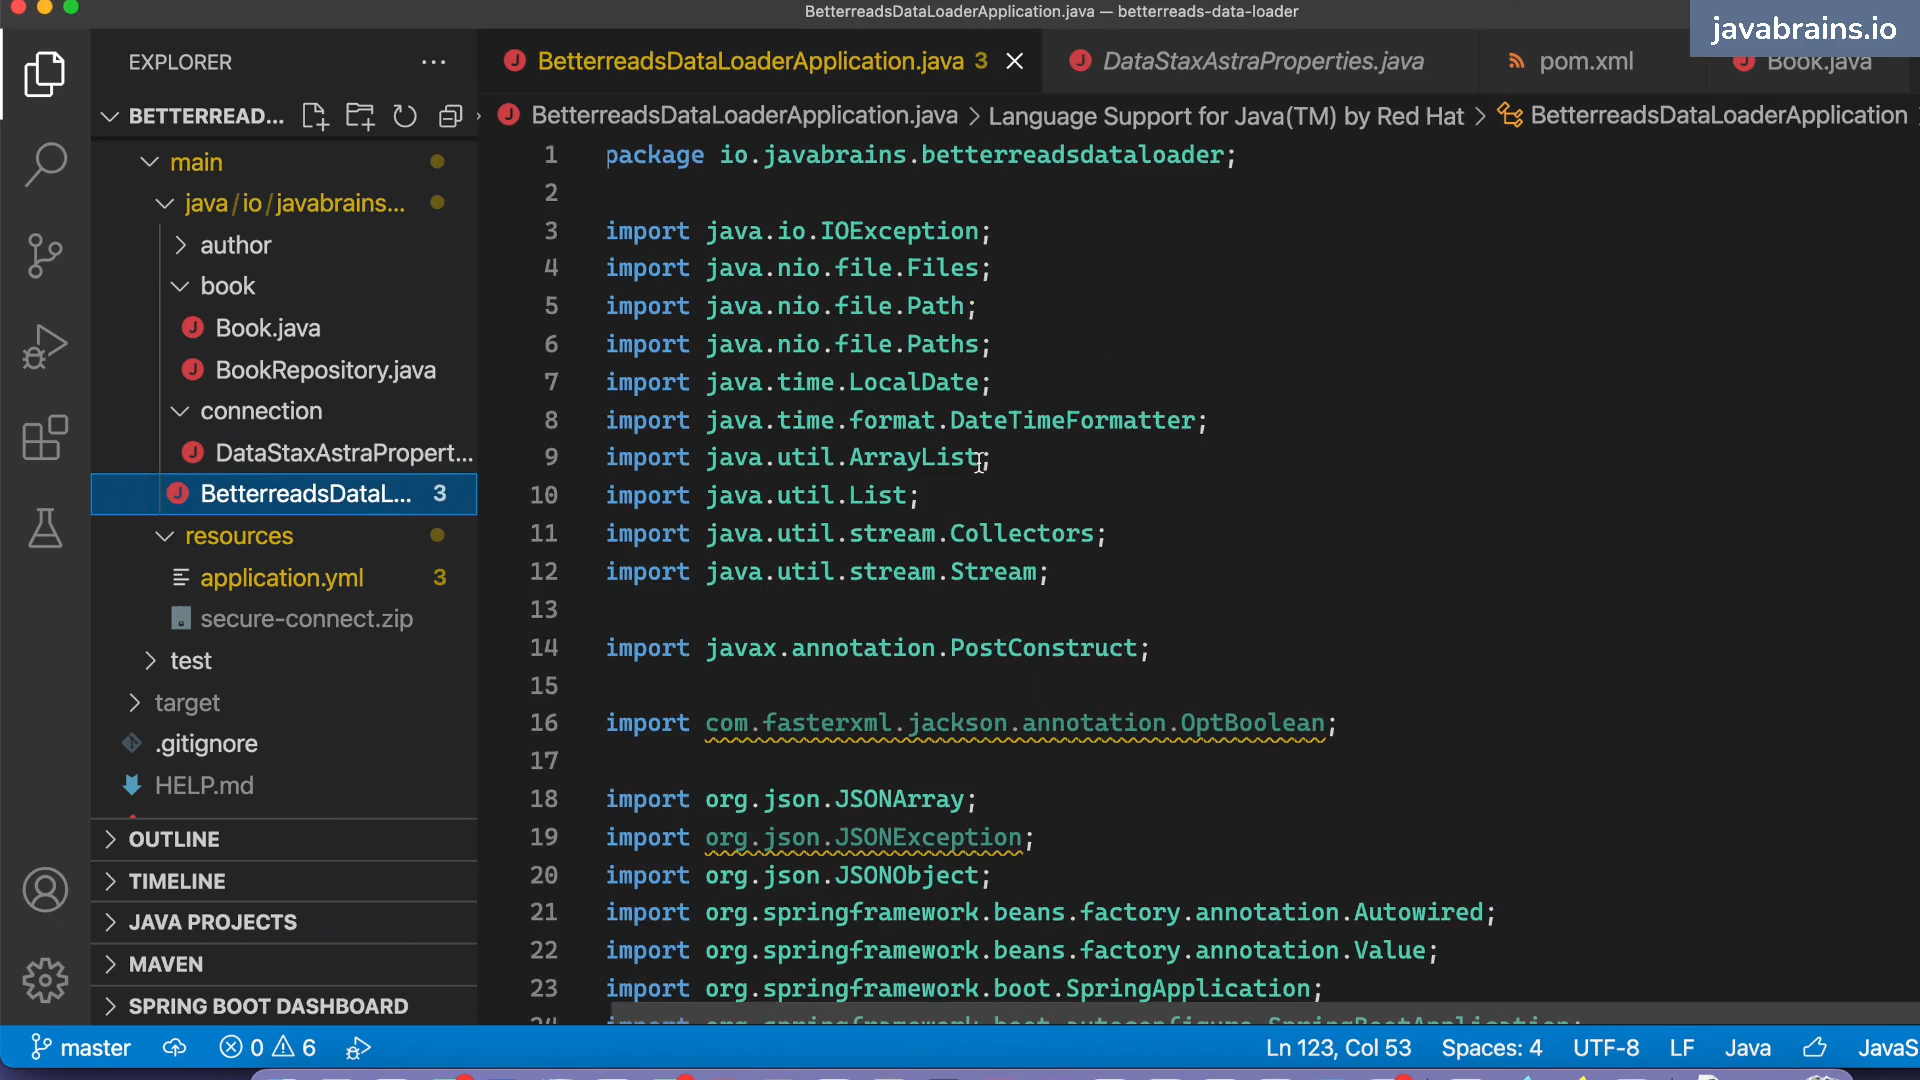 BetterreadsDataLoaderApplication.java — betterreads-data-loader
javabrains.io
EXPLORER
BetterreadsDataLoaderApplication.java 3
DataStaxAstraProperties.java
pom.xml
Book.java
BETTERREAD...
BetterreadsDataLoaderApplication.java > Language Support for Java(TM) by Red Hat > BetterreadsDataLoaderApplication
main
java/io/javabrains...
author
book
Book.java
BookRepository.java
connection
DataStaxAstraPropert...
BetterreadsDataL... 3
resources
application.yml 3
secure-connect.zip
test
target
.gitignore
HELP.md
OUTLINE
TIMELINE
JAVA PROJECTS
MAVEN
SPRING BOOT DASHBOARD
1 package io.javabrains.betterreadsdataloader;
2
3 import java.io.IOException;
4 import java.nio.file.Files;
5 import java.nio.file.Path;
6 import java.nio.file.Paths;
7 import java.time.LocalDate;
8 import java.time.format.DateTimeFormatter;
9 import java.util.ArrayList;
10 import java.util.List;
11 import java.util.stream.Collectors;
12 import java.util.stream.Stream;
13
14 import javax.annotation.PostConstruct;
15
16 import com.fasterxml.jackson.annotation.OptBoolean;
17
18 import org.json.JSONArray;
19 import org.json.JSONException;
20 import org.json.JSONObject;
21 import org.springframework.beans.factory.annotation.Autowired;
22 import org.springframework.beans.factory.annotation.Value;
23 import org.springframework.boot.SpringApplication;
24 import org.springframework.boot.autoconfigure.SpringBootApplication;
master
0 6
Ln 123, Col 53
Spaces: 4
UTF-8
LF
Java
JavaS